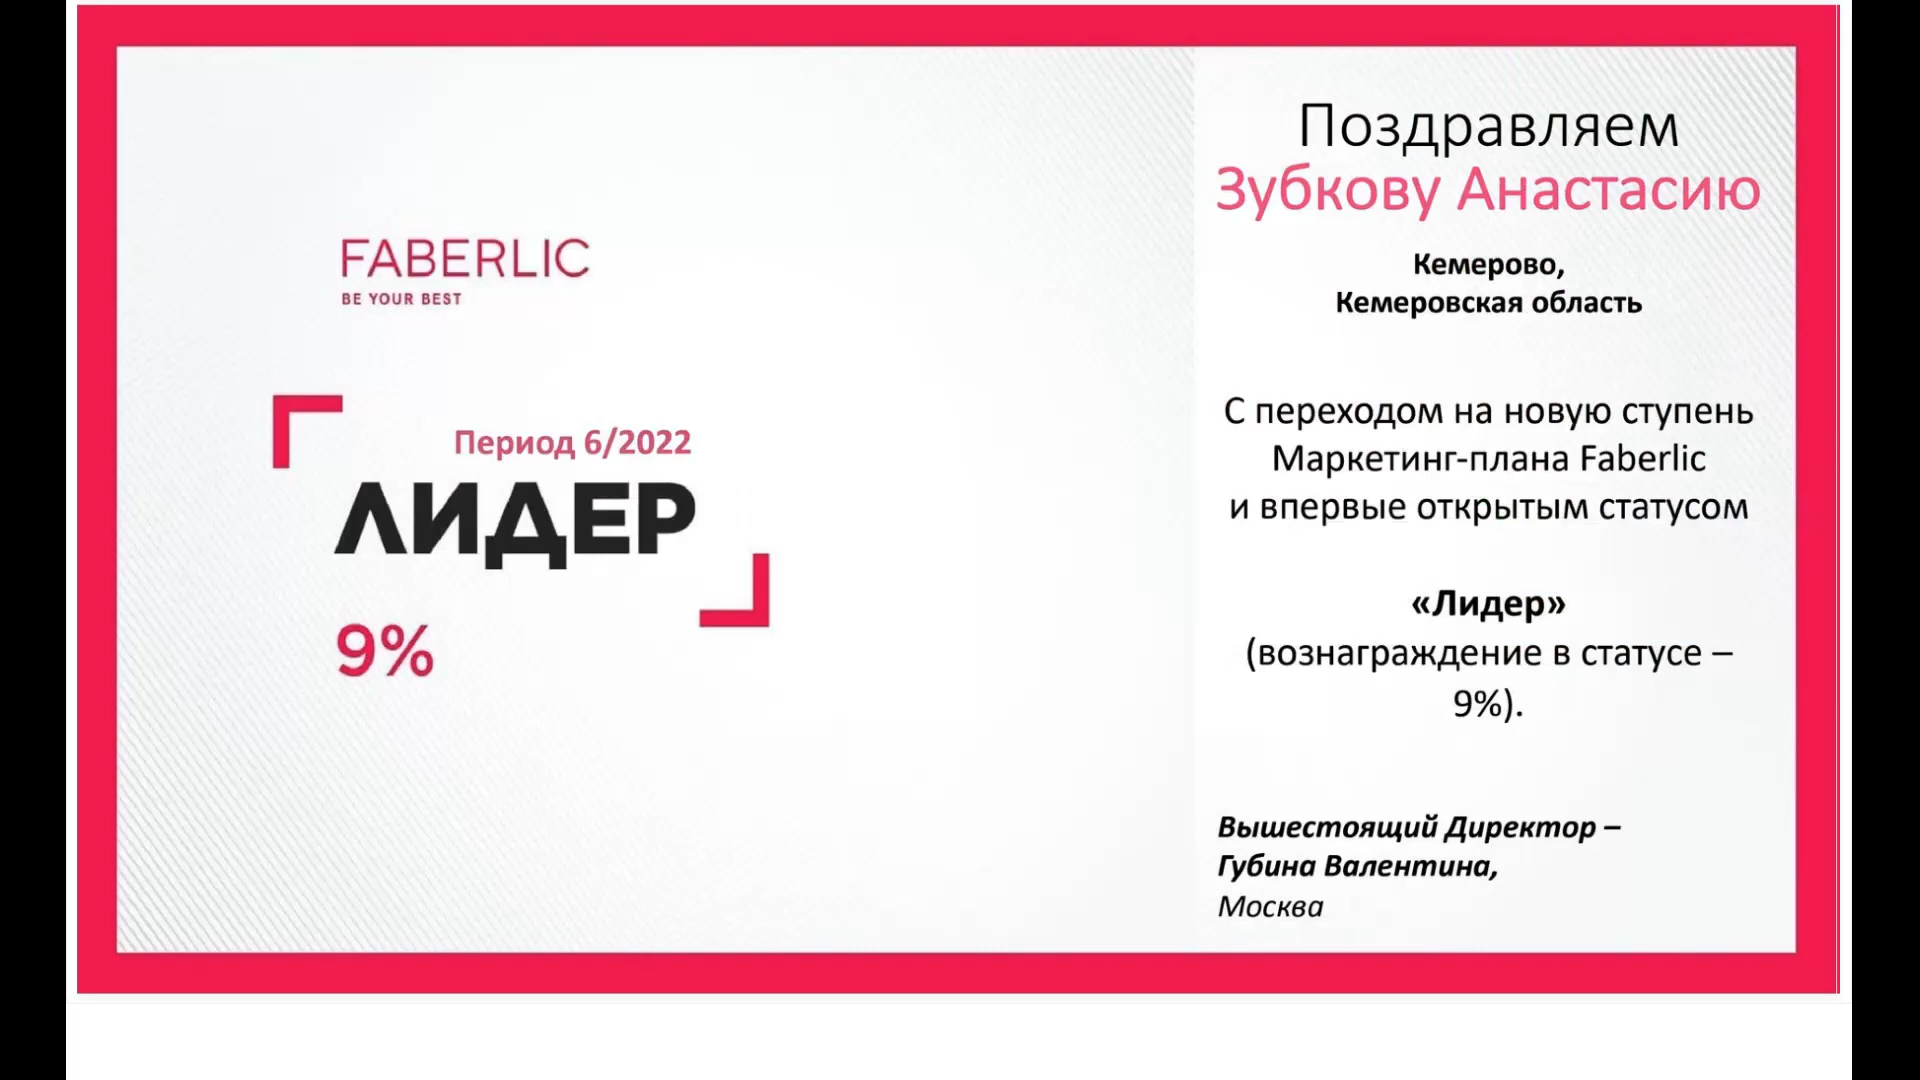 FABERLIC
BE YOUR BEST
Период 6/2022
ЛИДЕР
9%
Поздравляем
Зубкову Анастасию
Кемерово,
Кемеровская область
С переходом на новую ступень
Маркетинг-плана Faberlic
и впервые открытым статусом
«Лидер»
(вознаграждение в статусе –
9%).
Вышестоящий Директор –
Губина Валентина,
Москва